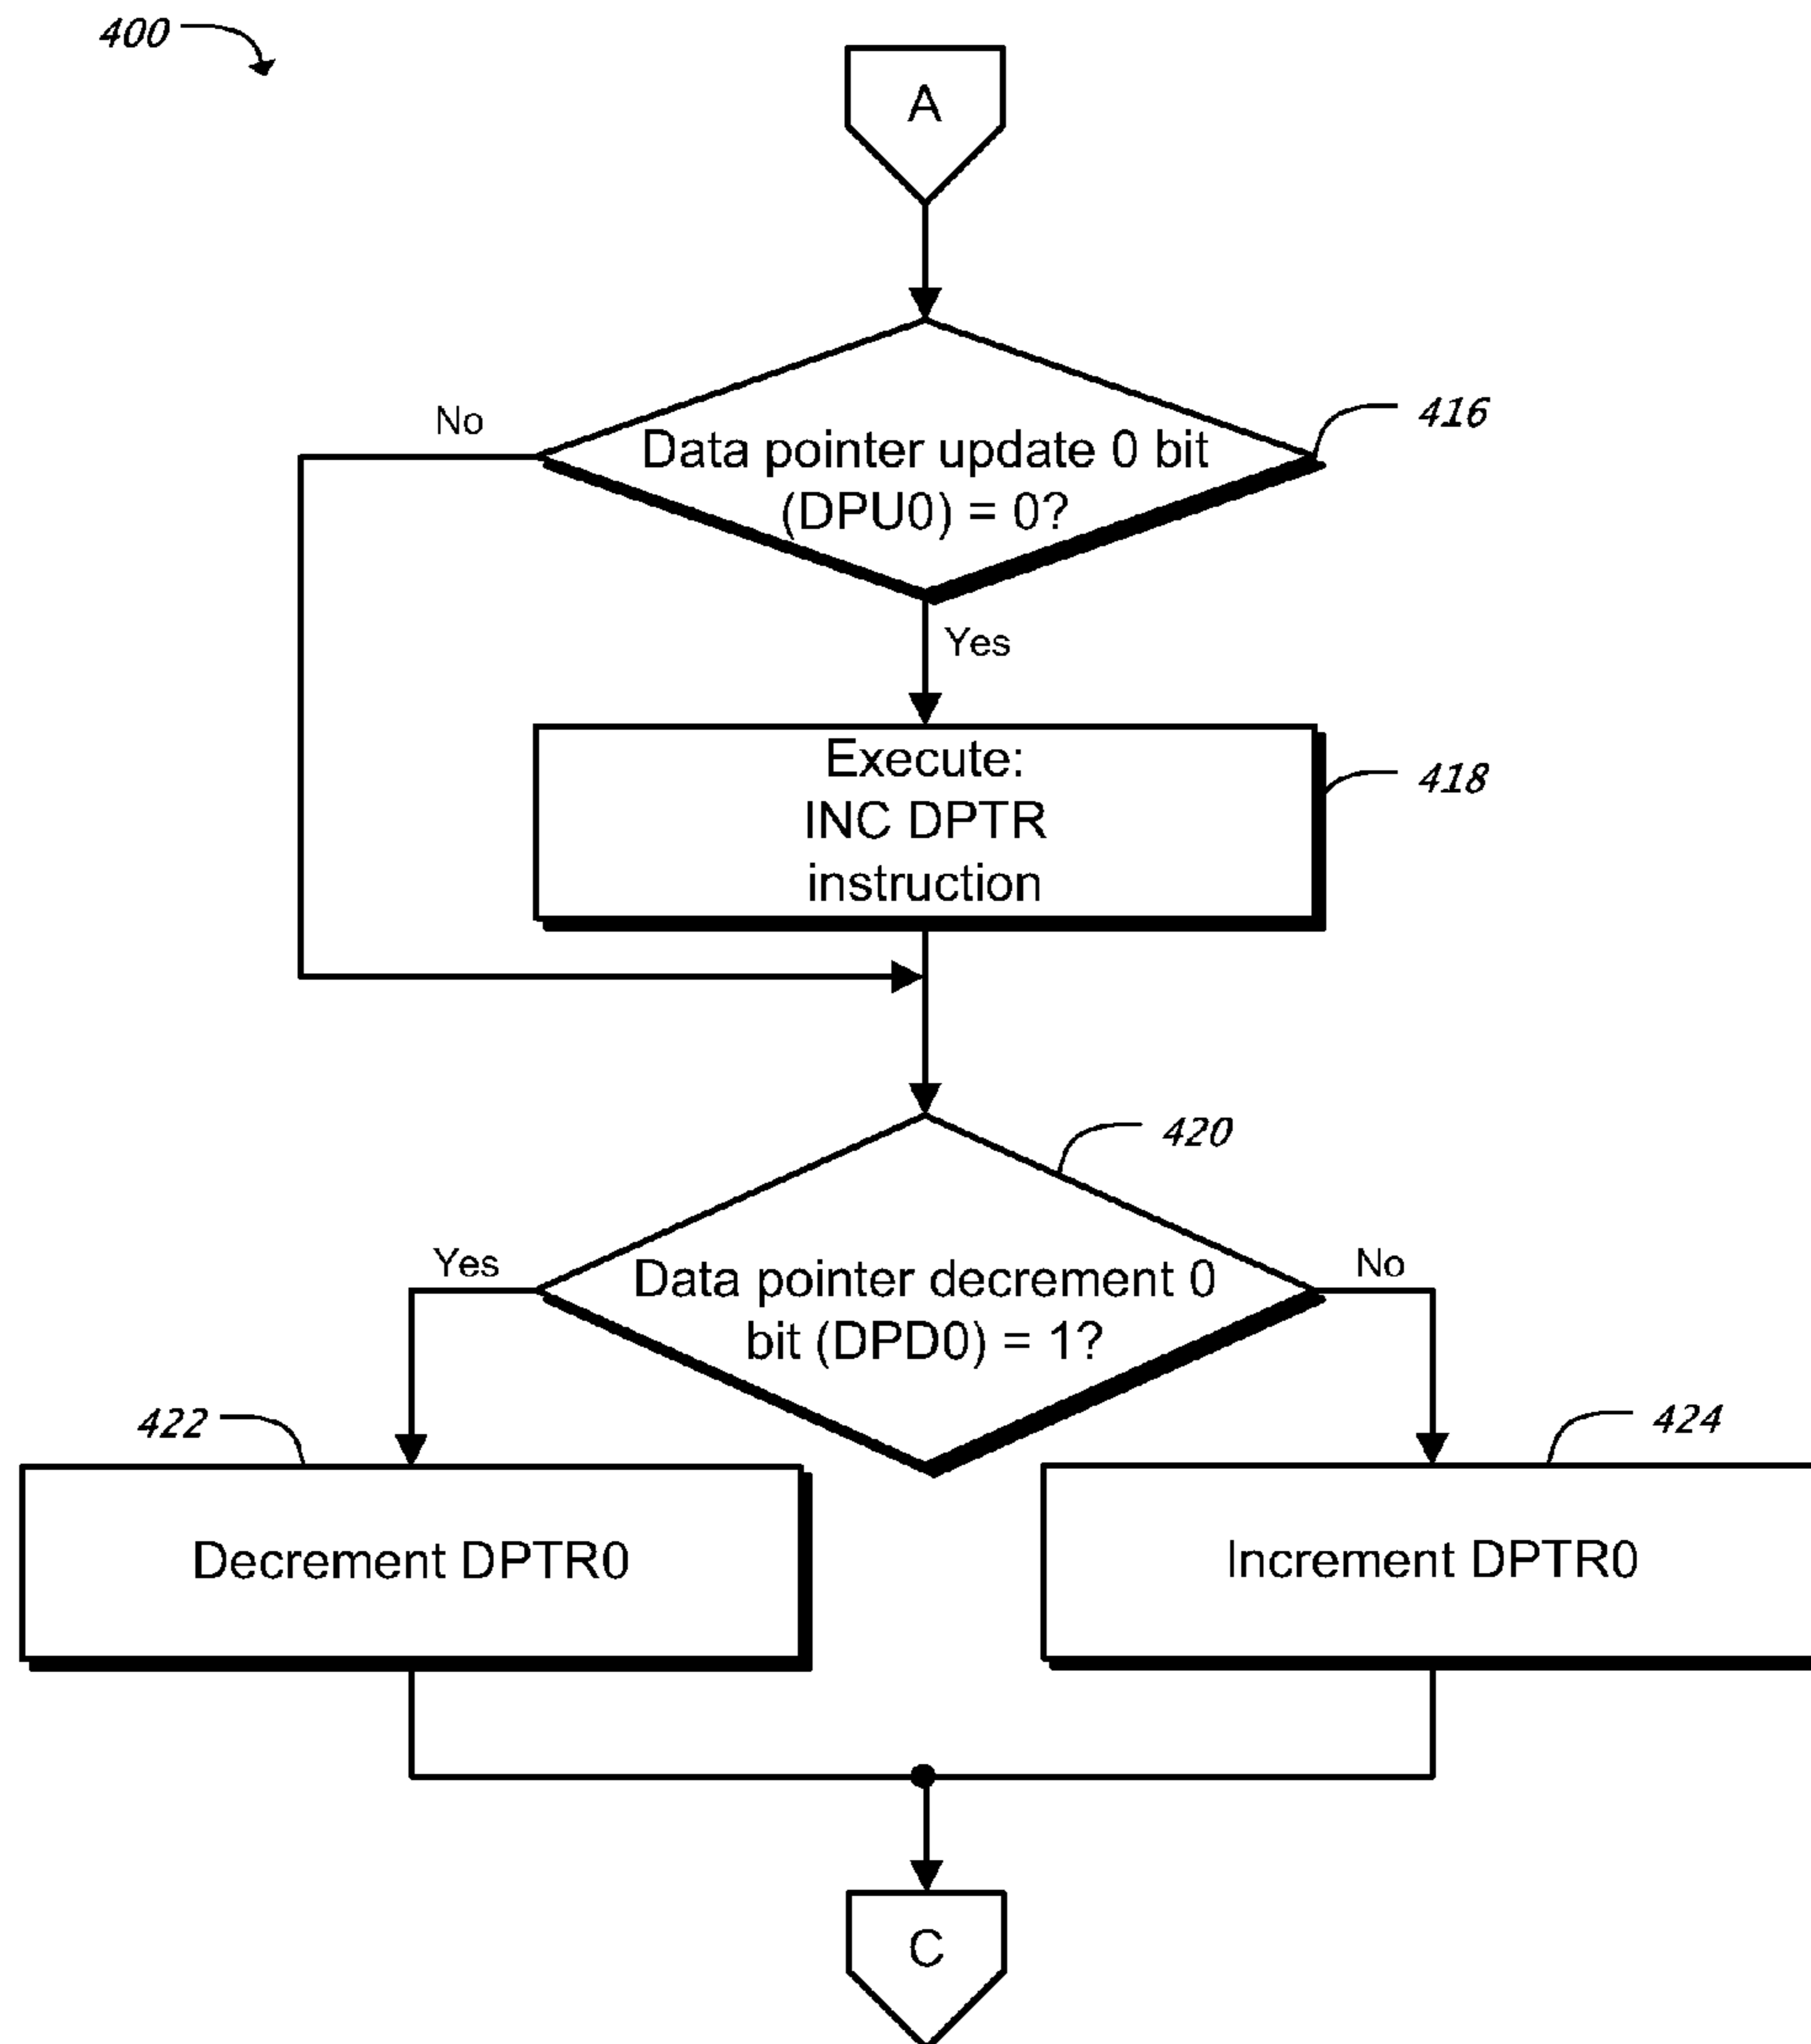 400
A
No
416
Data pointer update 0 bit
(DPU0) = 0?
Yes
Execute:
INC DPTR
instruction
418
420
Yes
No
Data pointer decrement 0
bit (DPD0) = 1?
422
424
Decrement DPTR0
Increment DPTR0
C